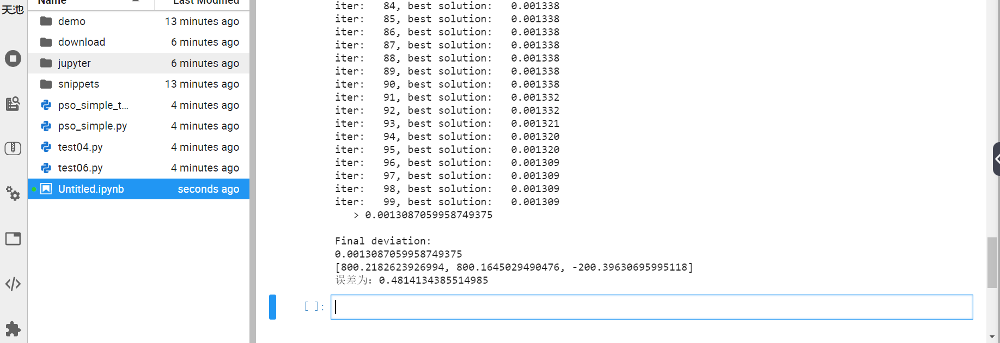 天池
Name
Last Modified
demo 13 minutes ago
download 6 minutes ago
jupyter 6 minutes ago
snippets 13 minutes ago
pso_simple_t... 4 minutes ago
pso_simple.py 4 minutes ago
test04.py 4 minutes ago
test06.py 4 minutes ago
Untitled.ipynb seconds ago
iter: 84, best solution: 0.001338
iter: 85, best solution: 0.001338
iter: 86, best solution: 0.001338
iter: 87, best solution: 0.001338
iter: 88, best solution: 0.001338
iter: 89, best solution: 0.001338
iter: 90, best solution: 0.001338
iter: 91, best solution: 0.001332
iter: 92, best solution: 0.001332
iter: 93, best solution: 0.001321
iter: 94, best solution: 0.001320
iter: 95, best solution: 0.001320
iter: 96, best solution: 0.001309
iter: 97, best solution: 0.001309
iter: 98, best solution: 0.001309
iter: 99, best solution: 0.001309
> 0.0013087059958749375
Final deviation:
0.0013087059958749375
[800.2182623926994, 800.1645029490476, -200.39630695995118]
误差为: 0.4814134385514985
[ ]: